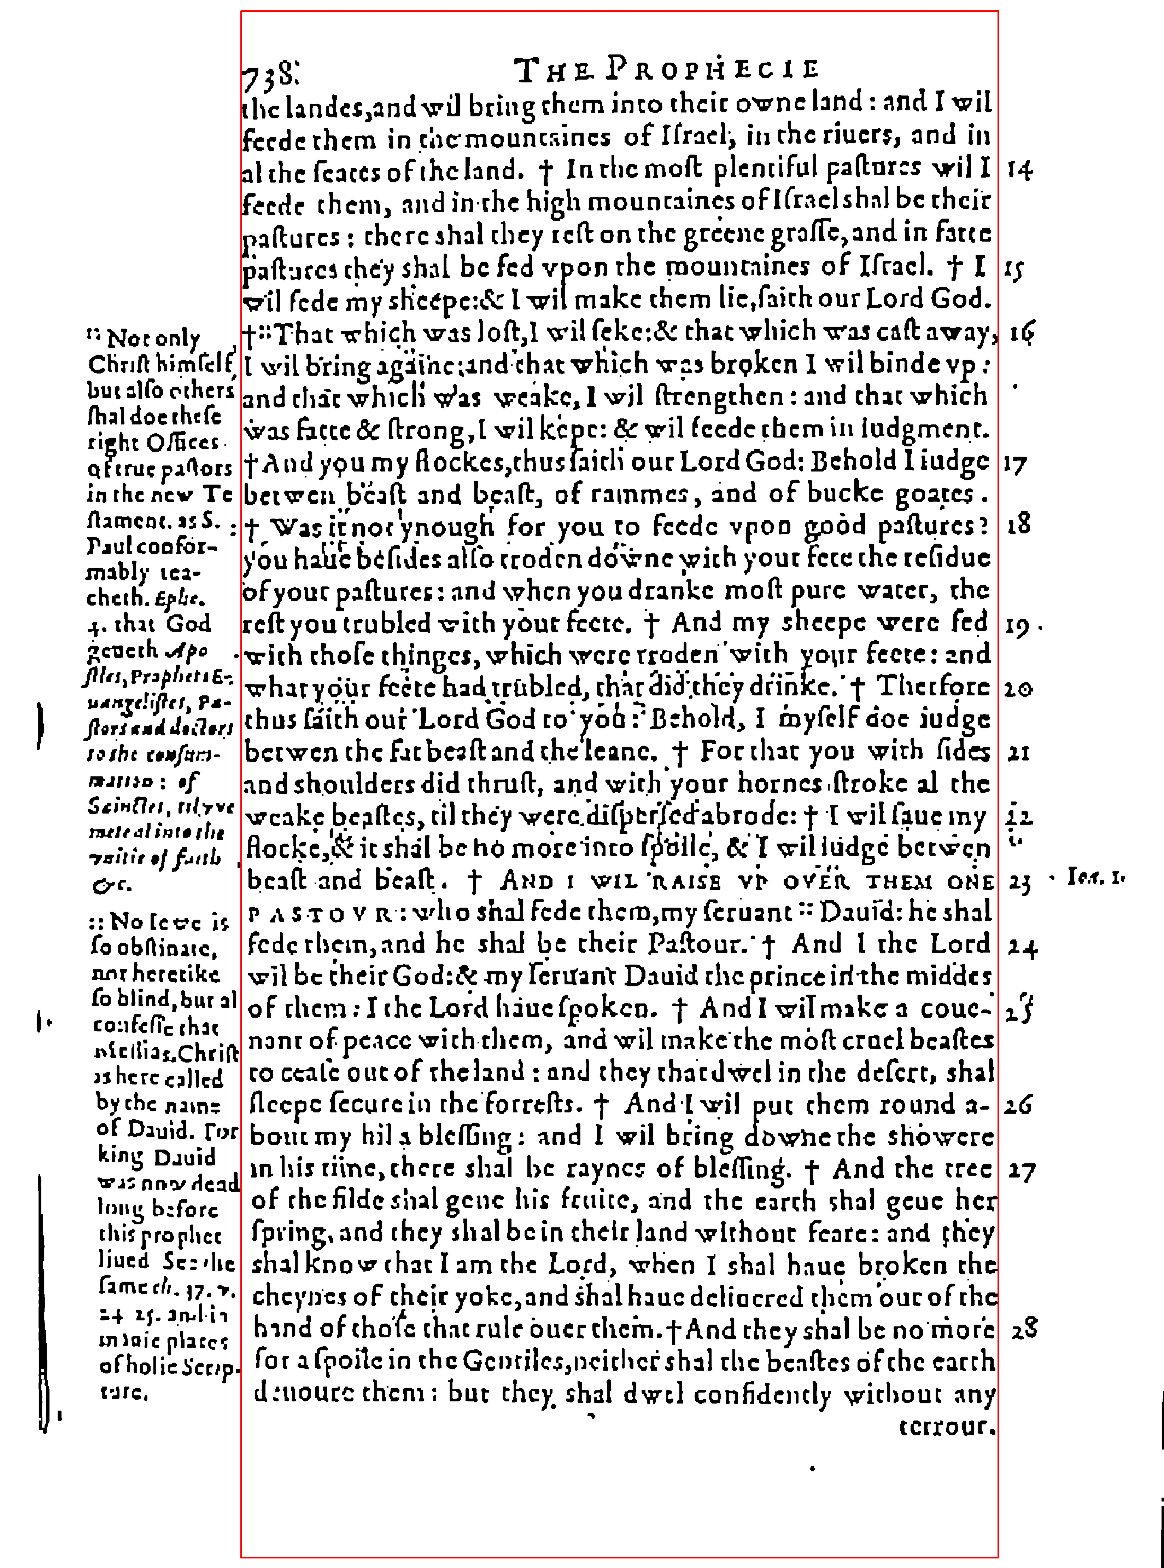 738.
THE PROPHECIE
the landes, and wil bring them into their owne land: and I wil
feede them in the mountaines of Iſrael, in the riuers, and in
al the ſeates of the land. † In the moſt plentiful paſtures wil I 14
feede them, and in the high mountaines of Iſrael shal be their
paſtures: there shal they reſt on the greene graſſe, and in fatte
paſtures they shal be fed vpon the mountaines of Iſrael. † I 15
wil fede my sheepe: & I wil make them lie, ſaith our Lord God.
†:: That which was loſt, I wil ſeke: & that which was caſt away, 16
I wil bring againe: and that which was broken I wil binde vp:
and that which was weake, I wil ſtrengthen: and that which
was fatte & ſtrong, I wil kepe: & wil feede them in iudgment.
† And you my flockes, thus ſaith our Lord God: Behold I iudge 17
betwen beaſt and beaſt, of rammes, and of bucke goates.
† Was it not ynough for you to feede vpon good paſtures? 18
you haue beſides alſo troden downe with your fete the reſidue
of your paſtures: and when you dranke moſt pure water, the
reſt you trubled with your feete. † And my sheepe were fed 19
with thoſe thinges, which were troden with your feete: and
what your feete had trubled, that did they drinke. † Therfore 20
thus ſaith our Lord God to you: Behold, I myſelf doe iudge
betwen the fat beaſt and the leane. † For that you with ſides 21
and shoulders did thruſt, and with your hornes ſtroke al the
weake beaſtes, til they were diſperſed abrode: † I wil ſaue my 22
flocke, & it shal be no more into ſpoile, & I wil iudge betwen
beaſt and beaſt. † AND I WIL RAISE VP OVER THEM ONE 23
PASTOVR: who shal fede them, my ſeruant :: Dauid: he shal
fede them, and he shal be their Paſtour. † And I the Lord 24
wil be their God: & my ſeruant Dauid the prince in the middes
of them: I the Lord haue ſpoken. † And I wil make a coue- 25
nant of peace with them, and wil make the moſt cruel beaſtes
to ceaſe out of the land: and they that dwel in the deſert, shal
ſleepe ſecure in the forreſts. † And I wil put them round a- 26
bout my hil a bleſſing: and I wil bring downe the showere
in his time, there shal be raynes of bleſſing. † And the tree 27
of the filde shal geue his fruite, and the earth shal geue her
ſpring, and they shal be in their land without feare: and they
shal know that I am the Lord, when I shal haue broken the
cheynes of their yoke, and shal haue deliuered them out of the
hand of thoſe that rule ouer them. † And they shal be no more 28
for a ſpoile in the Gentiles, neither shal the beaſtes of the earth
deuoure them: but they shal dwel confidently without any
terrour.
:: Not only
Chriſt himſelf,
but alſo others
shal doe theſe
right Offices
of true paſtors
in the new Te
ſtament. as S.
Paul confor-
mably tea-
cheth. Ephe.
4. that God
geueth Apo
ſtles, Prophets E-
uangeliſtes, Pa-
ſtors and doctors
to the conſum-
mation: of
Sainctes, til we
mete al into the
vnitie of faith
&c.
:: No Iewe is
ſo obſtinate,
nor heretike
ſo blind, but al
confeſſe that
Meſſias, Chriſt
is here called
by the name
of Dauid. For
king Dauid
was now dead
long before
this prophet
liued See the
ſame ch. 37. v.
24 25. and in
manie places
of holie Scrip-
ture.
Ioa. 1.